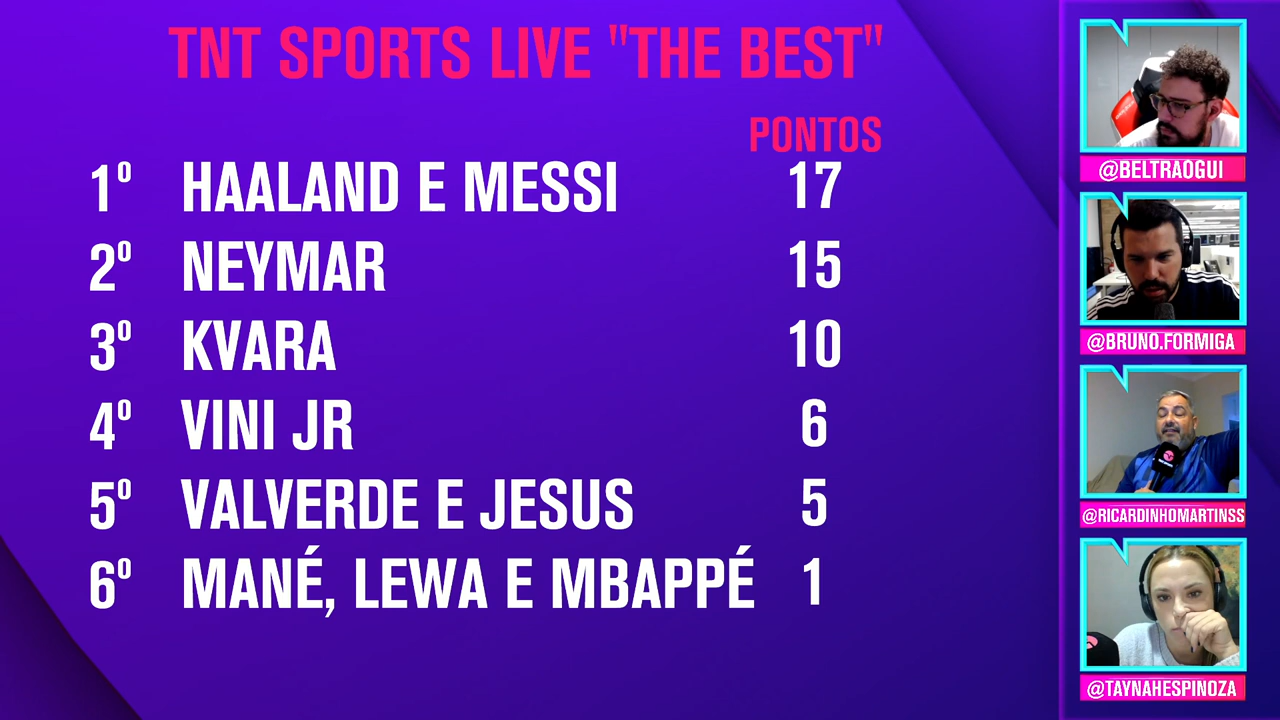 TNT SPORTS LIVE "THE BEST"
PONTOS
1º HAALAND E MESSI 17
2º NEYMAR 15
3º KVARA 10
4º VINI JR 6
5º VALVERDE E JESUS 5
6º MANÉ, LEWA E MBAPPÉ 1
@BELTRAOGUI
@BRUNO.FORMIGA
@RICARDINHOMARTINSS
@TAYNAHESPINOZA